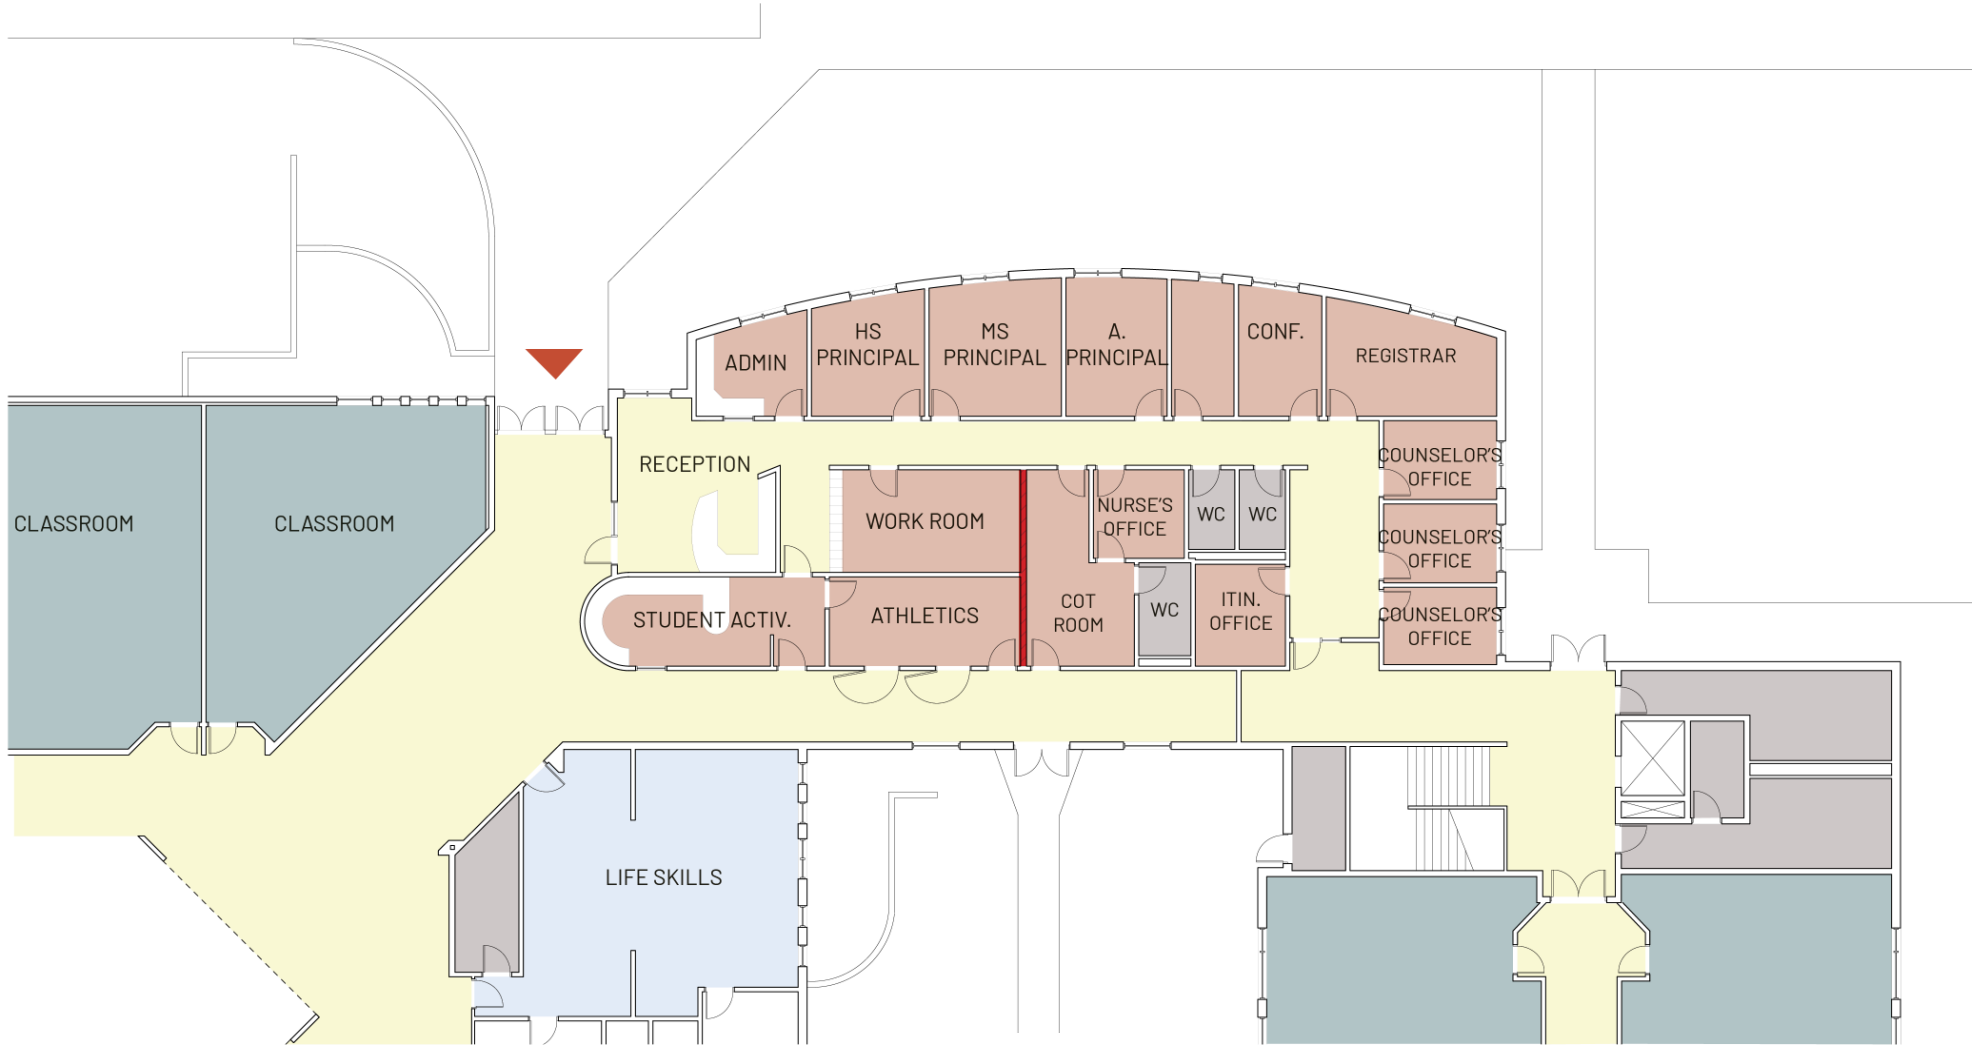 HS
PRINCIPAL
MS
PRINCIPAL
A.
PRINCIPAL
CONF.
REGISTRAR
ADMIN
RECEPTION
COUNSELOR'S
OFFICE
CLASSROOM
CLASSROOM
WORK ROOM
NURSE'S
OFFICE
WC
WC
COUNSELOR'S
OFFICE
STUDENT ACTIV.
ATHLETICS
COT
ROOM
WC
ITIN.
OFFICE
COUNSELOR'S
OFFICE
LIFE SKILLS